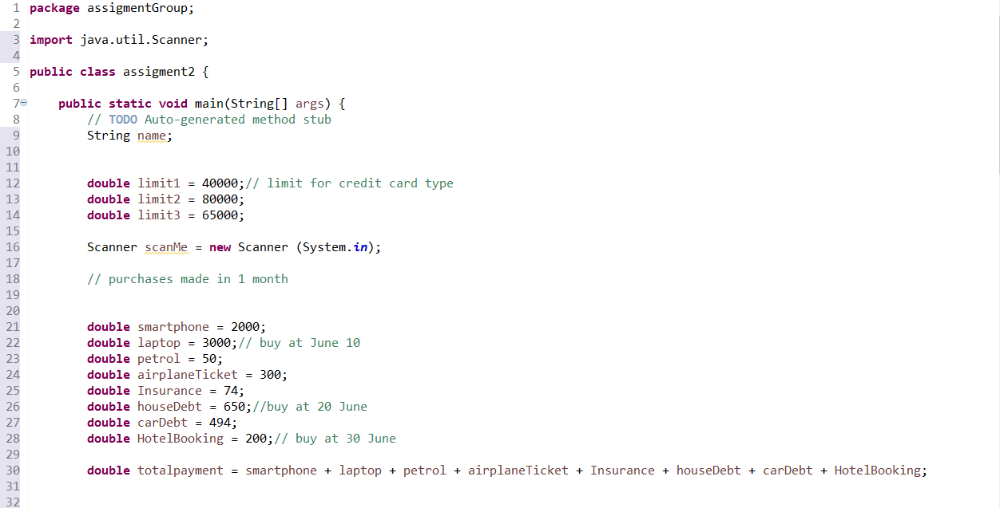 1 package assigmentGroup;
2
3 import java.util.Scanner;
4
5 public class assigment2 {
6
7 public static void main(String[] args) {
8 // TODO Auto-generated method stub
9 String name;
10
11
12 double limit1 = 40000;// limit for credit card type
13 double limit2 = 80000;
14 double limit3 = 65000;
15
16 Scanner scanMe = new Scanner (System.in);
17
18 // purchases made in 1 month
19
20
21 double smartphone = 2000;
22 double laptop = 3000;// buy at June 10
23 double petrol = 50;
24 double airplaneTicket = 300;
25 double Insurance = 74;
26 double houseDebt = 650;//buy at 20 June
27 double carDebt = 494;
28 double HotelBooking = 200;// buy at 30 June
29
30 double totalpayment = smartphone + laptop + petrol + airplaneTicket + Insurance + houseDebt + carDebt + HotelBooking;
31
32